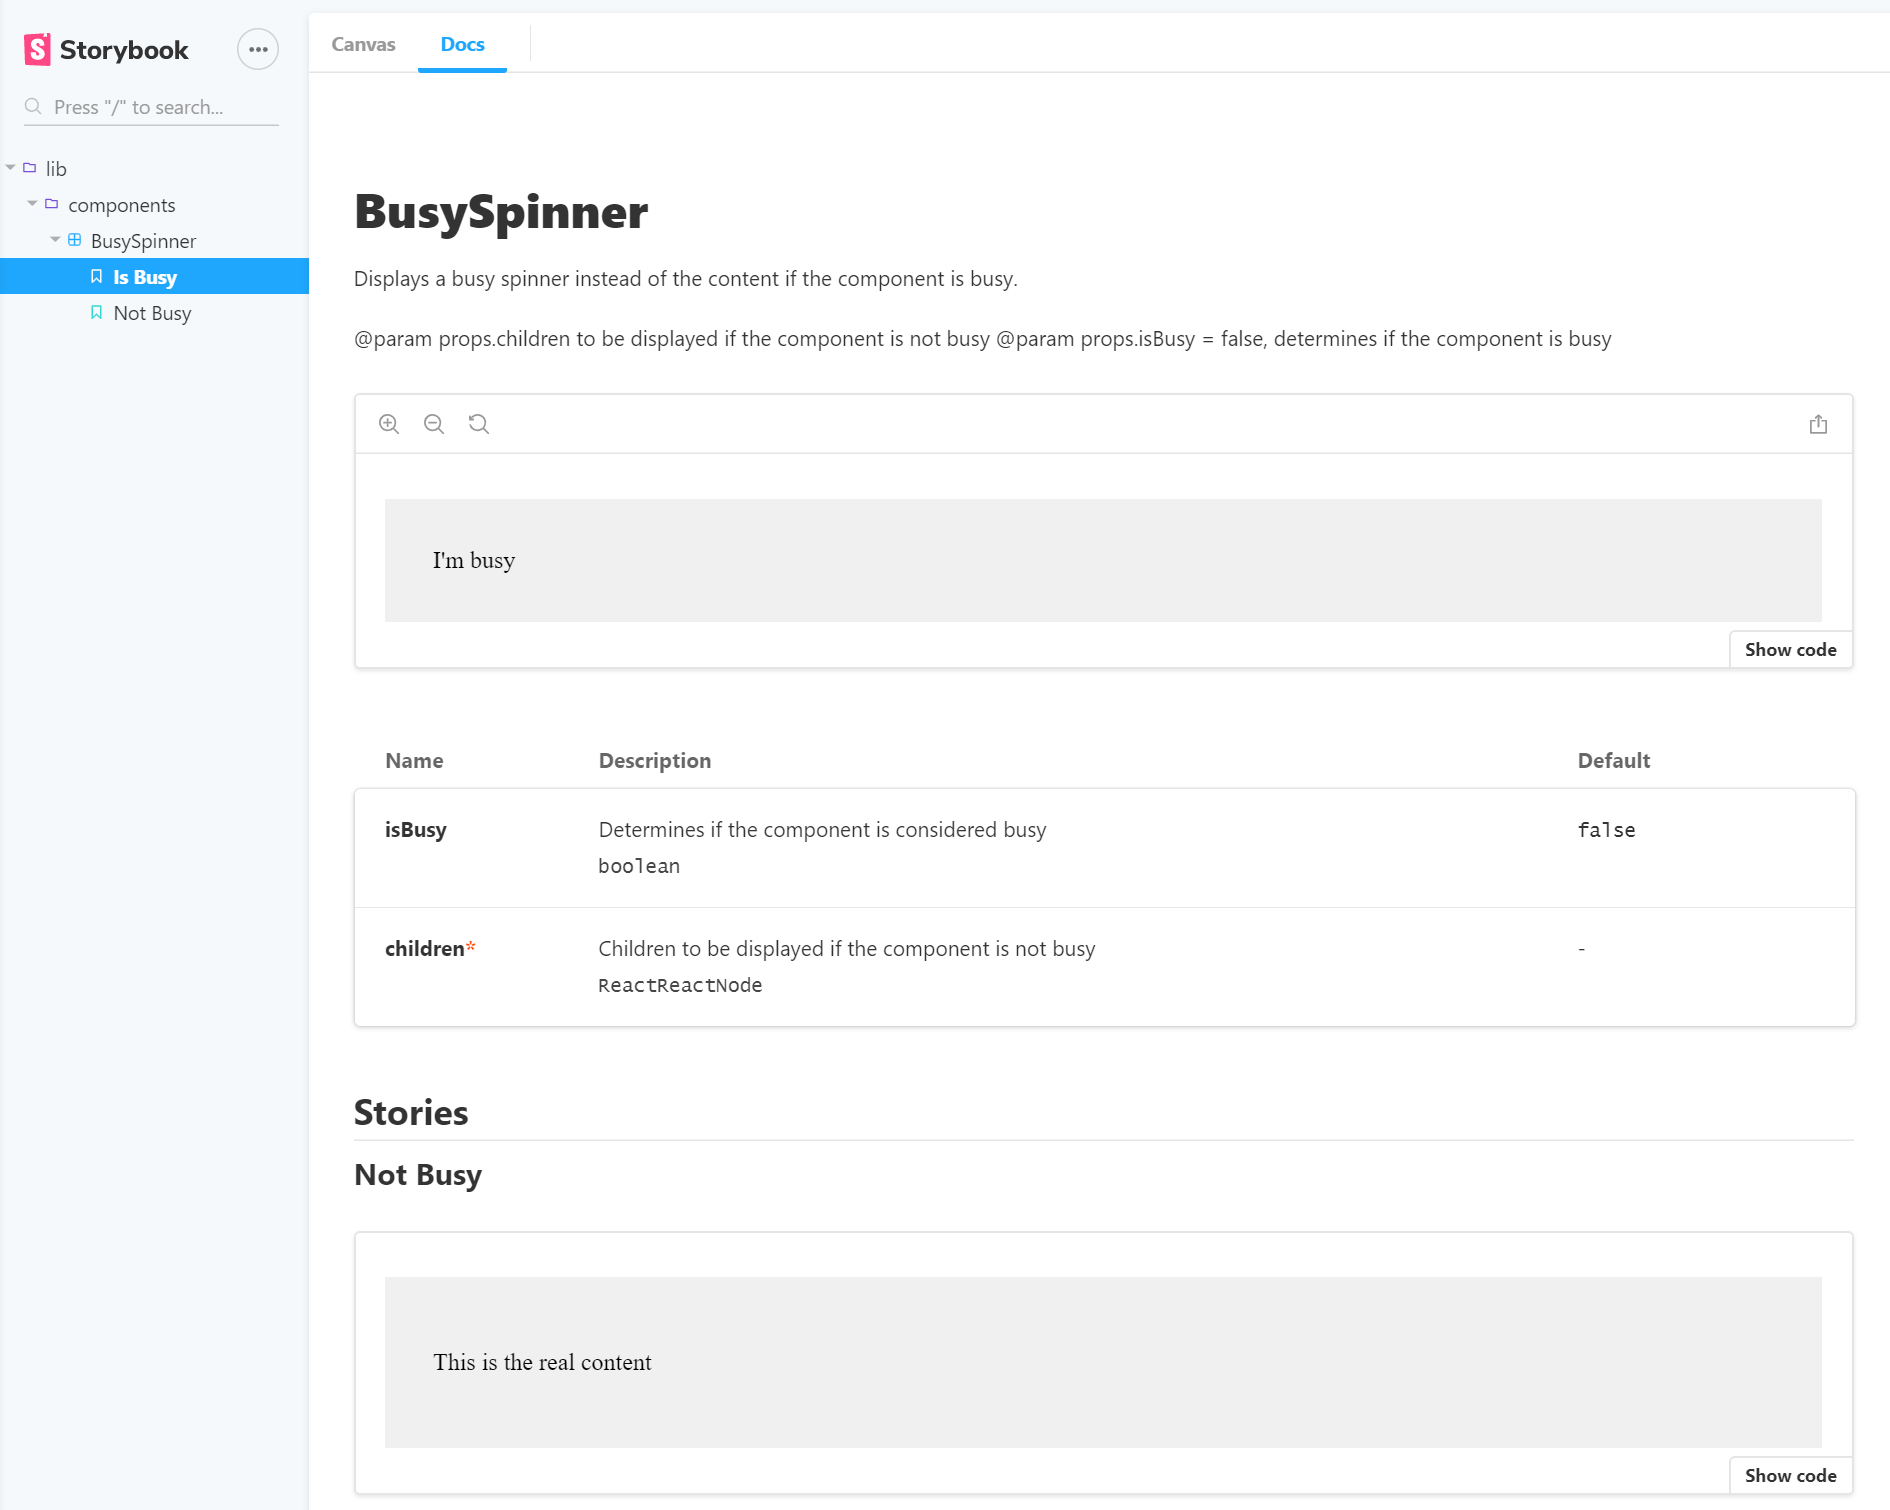 Storybook
Press "/" to search...
lib
components
BusySpinner
Is Busy
Not Busy
Canvas
Docs
BusySpinner
Displays a busy spinner instead of the content if the component is busy.
@param props.children to be displayed if the component is not busy @param props.isBusy = false, determines if the component is busy
I'm busy
Show code
Name Description Default
isBusy Determines if the component is considered busy false
boolean
children* Children to be displayed if the component is not busy -
ReactReactNode
Stories
Not Busy
This is the real content
Show code